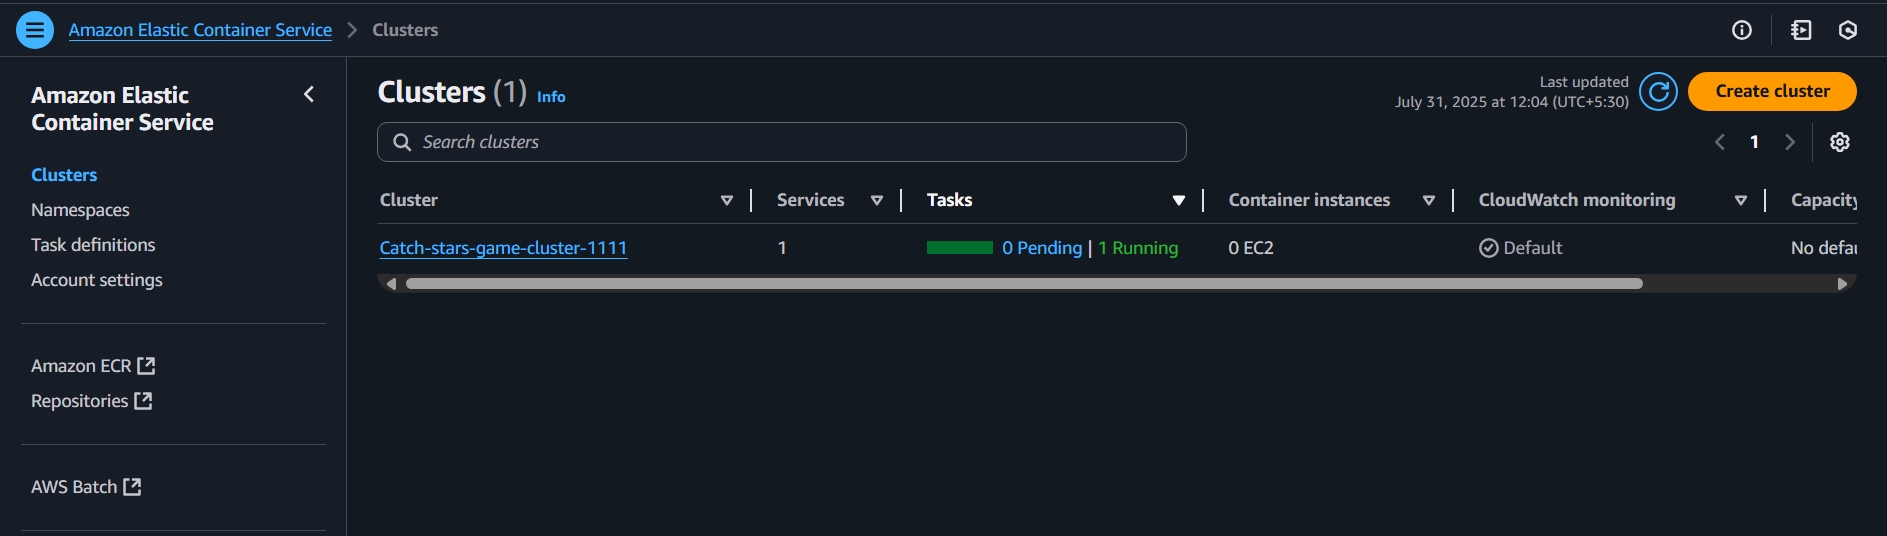 Amazon Elastic Container Service > Clusters
Amazon Elastic
Container Service
Clusters
Namespaces
Task definitions
Account settings
Amazon ECR
Repositories
AWS Batch
Clusters (1) Info
Last updated
July 31, 2025 at 12:04 (UTC+5:30)
Create cluster
Search clusters
1
Cluster Services Tasks Container instances CloudWatch monitoring Capacity
Catch-stars-game-cluster-1111 1 0 Pending | 1 Running 0 EC2 Default No defau